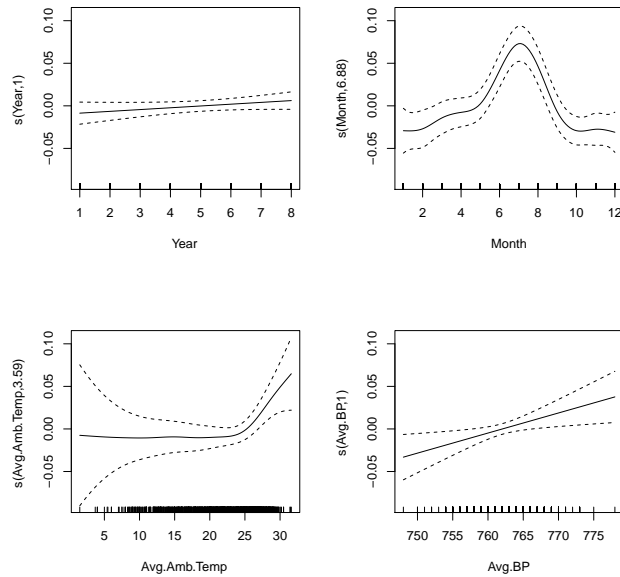 s(Year,1)
0.10
0.05
0.00
−0.05
1 2 3 4 5 6 7 8
Year
s(Month,6.88)
0.10
0.05
0.00
−0.05
2 4 6 8 10 12
Month
s(Avg.Amb.Temp,3.59)
0.10
0.05
0.00
−0.05
5 10 15 20 25 30
Avg.Amb.Temp
s(Avg.BP,1)
0.10
0.05
0.00
−0.05
750 755 760 765 770 775
Avg.BP